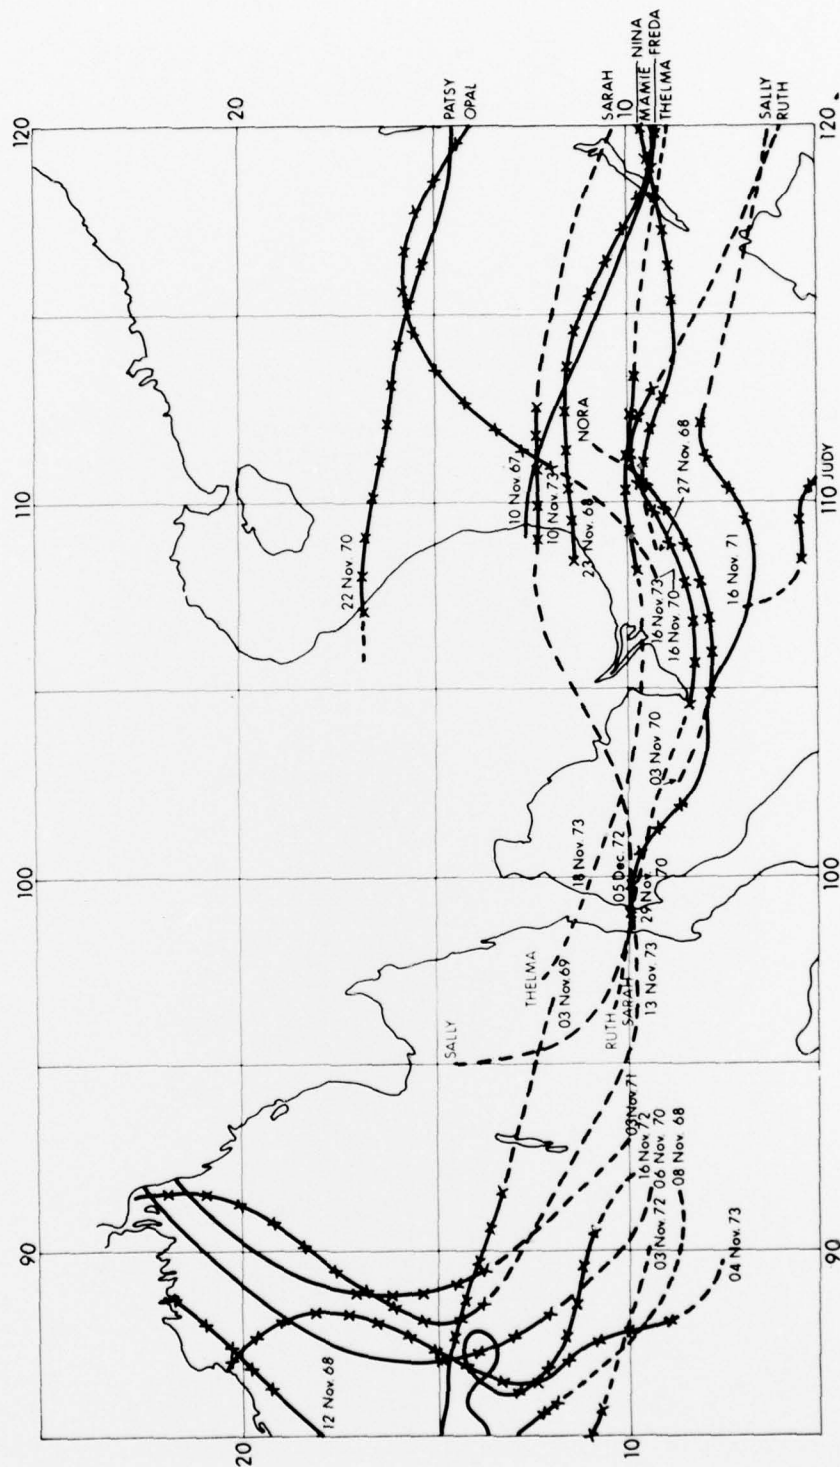 120
110 JUDY
100
90
20
20
10
10
120
90
PATSY
OPAL
SARAH
MAMIE NINA
FREDA
THELMA
SALLY
RUTH
22 Nov. 70
10 Nov 67
10 Nov. 73
23 Nov. 68
NORA
27 Nov. 68
16 Nov. 73
16 Nov. 70
16 Nov. 71
110
03 Nov 70
18 Nov. 73
05 Dec. 72
29 Nov. 70
100
THELMA
03 Nov 69
SALLY
RUTH
SARAH
13 Nov. 73
03 Nov 71
16 Nov. 72
06 Nov. 70
08 Nov. 68
03 Nov. 72
04 Nov. 73
12 Nov. 68